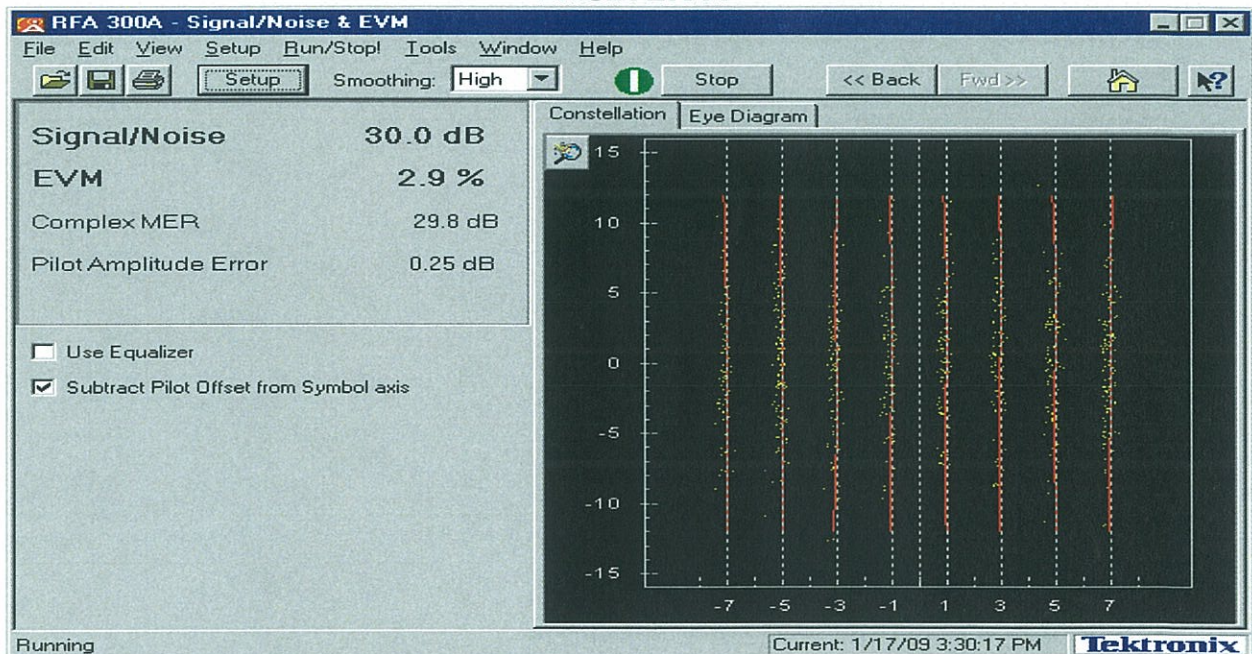 RFA 300A - Signal/Noise & EVM
File Edit View Setup Run/Stop! Tools Window Help
Setup Smoothing: High Stop << Back Fwd >>
Signal/Noise 30.0 dB
EVM 2.9 %
Complex MER 29.8 dB
Pilot Amplitude Error 0.25 dB
Use Equalizer
Subtract Pilot Offset from Symbol axis
Constellation Eye Diagram
15
10
5
0
-5
-10
-15
-7 -5 -3 -1 1 3 5 7
Running Current: 1/17/09 3:30:17 PM Tektronix